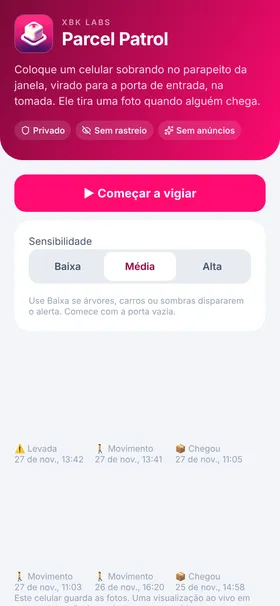 XBK LABS
Parcel Patrol
Coloque um celular sobrando no parapeito da
janela, virado para a porta de entrada, na
tomada. Ele tira uma foto quando alguém chega.
Privado Sem rastreio Sem anúncios
▶ Começar a vigiar
Sensibilidade
Baixa Média Alta
Use Baixa se árvores, carros ou sombras dispararem
o alerta. Comece com a porta vazia.
⚠️ Levada 🚶 Movimento 📦 Chegou
27 de nov., 13:42 27 de nov., 13:41 27 de nov., 11:05
🚶 Movimento 🚶 Movimento 📦 Chegou
27 de nov., 11:03 26 de nov., 16:20 25 de nov., 14:58
Este celular guarda as fotos. Uma visualização ao vivo em